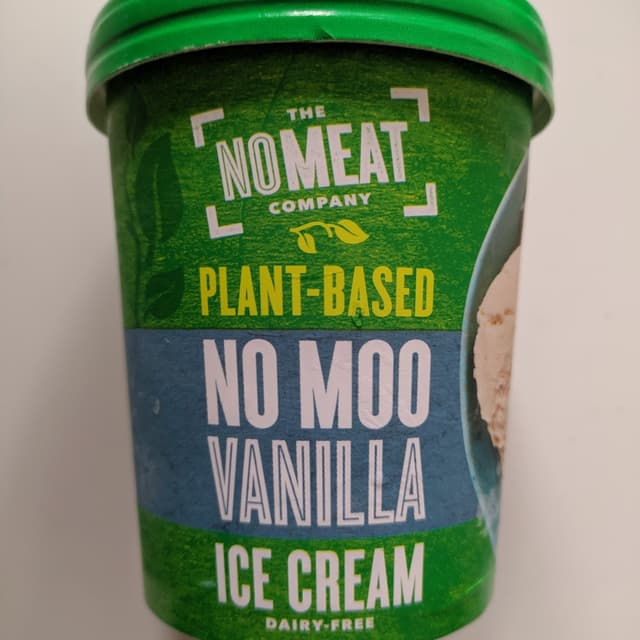 THE
NOMEAT
COMPANY
PLANT-BASED
NO MOO
VANILLA
ICE CREAM
DAIRY-FREE